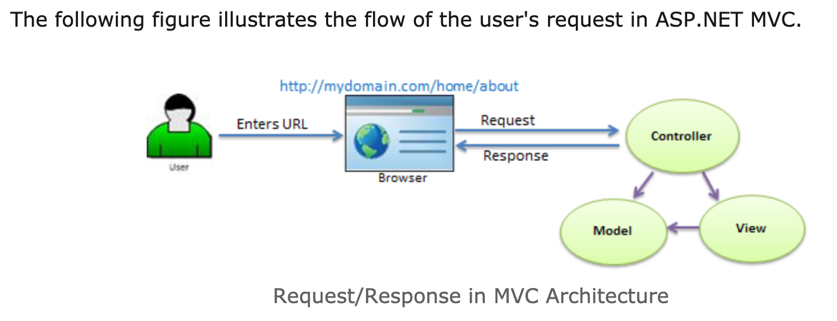 The following figure illustrates the flow of the user's request in ASP.NET MVC.
http://mydomain.com/home/about
Enters URL
Request
Controller
Response
User
Browser
Model
View
Request/Response in MVC Architecture